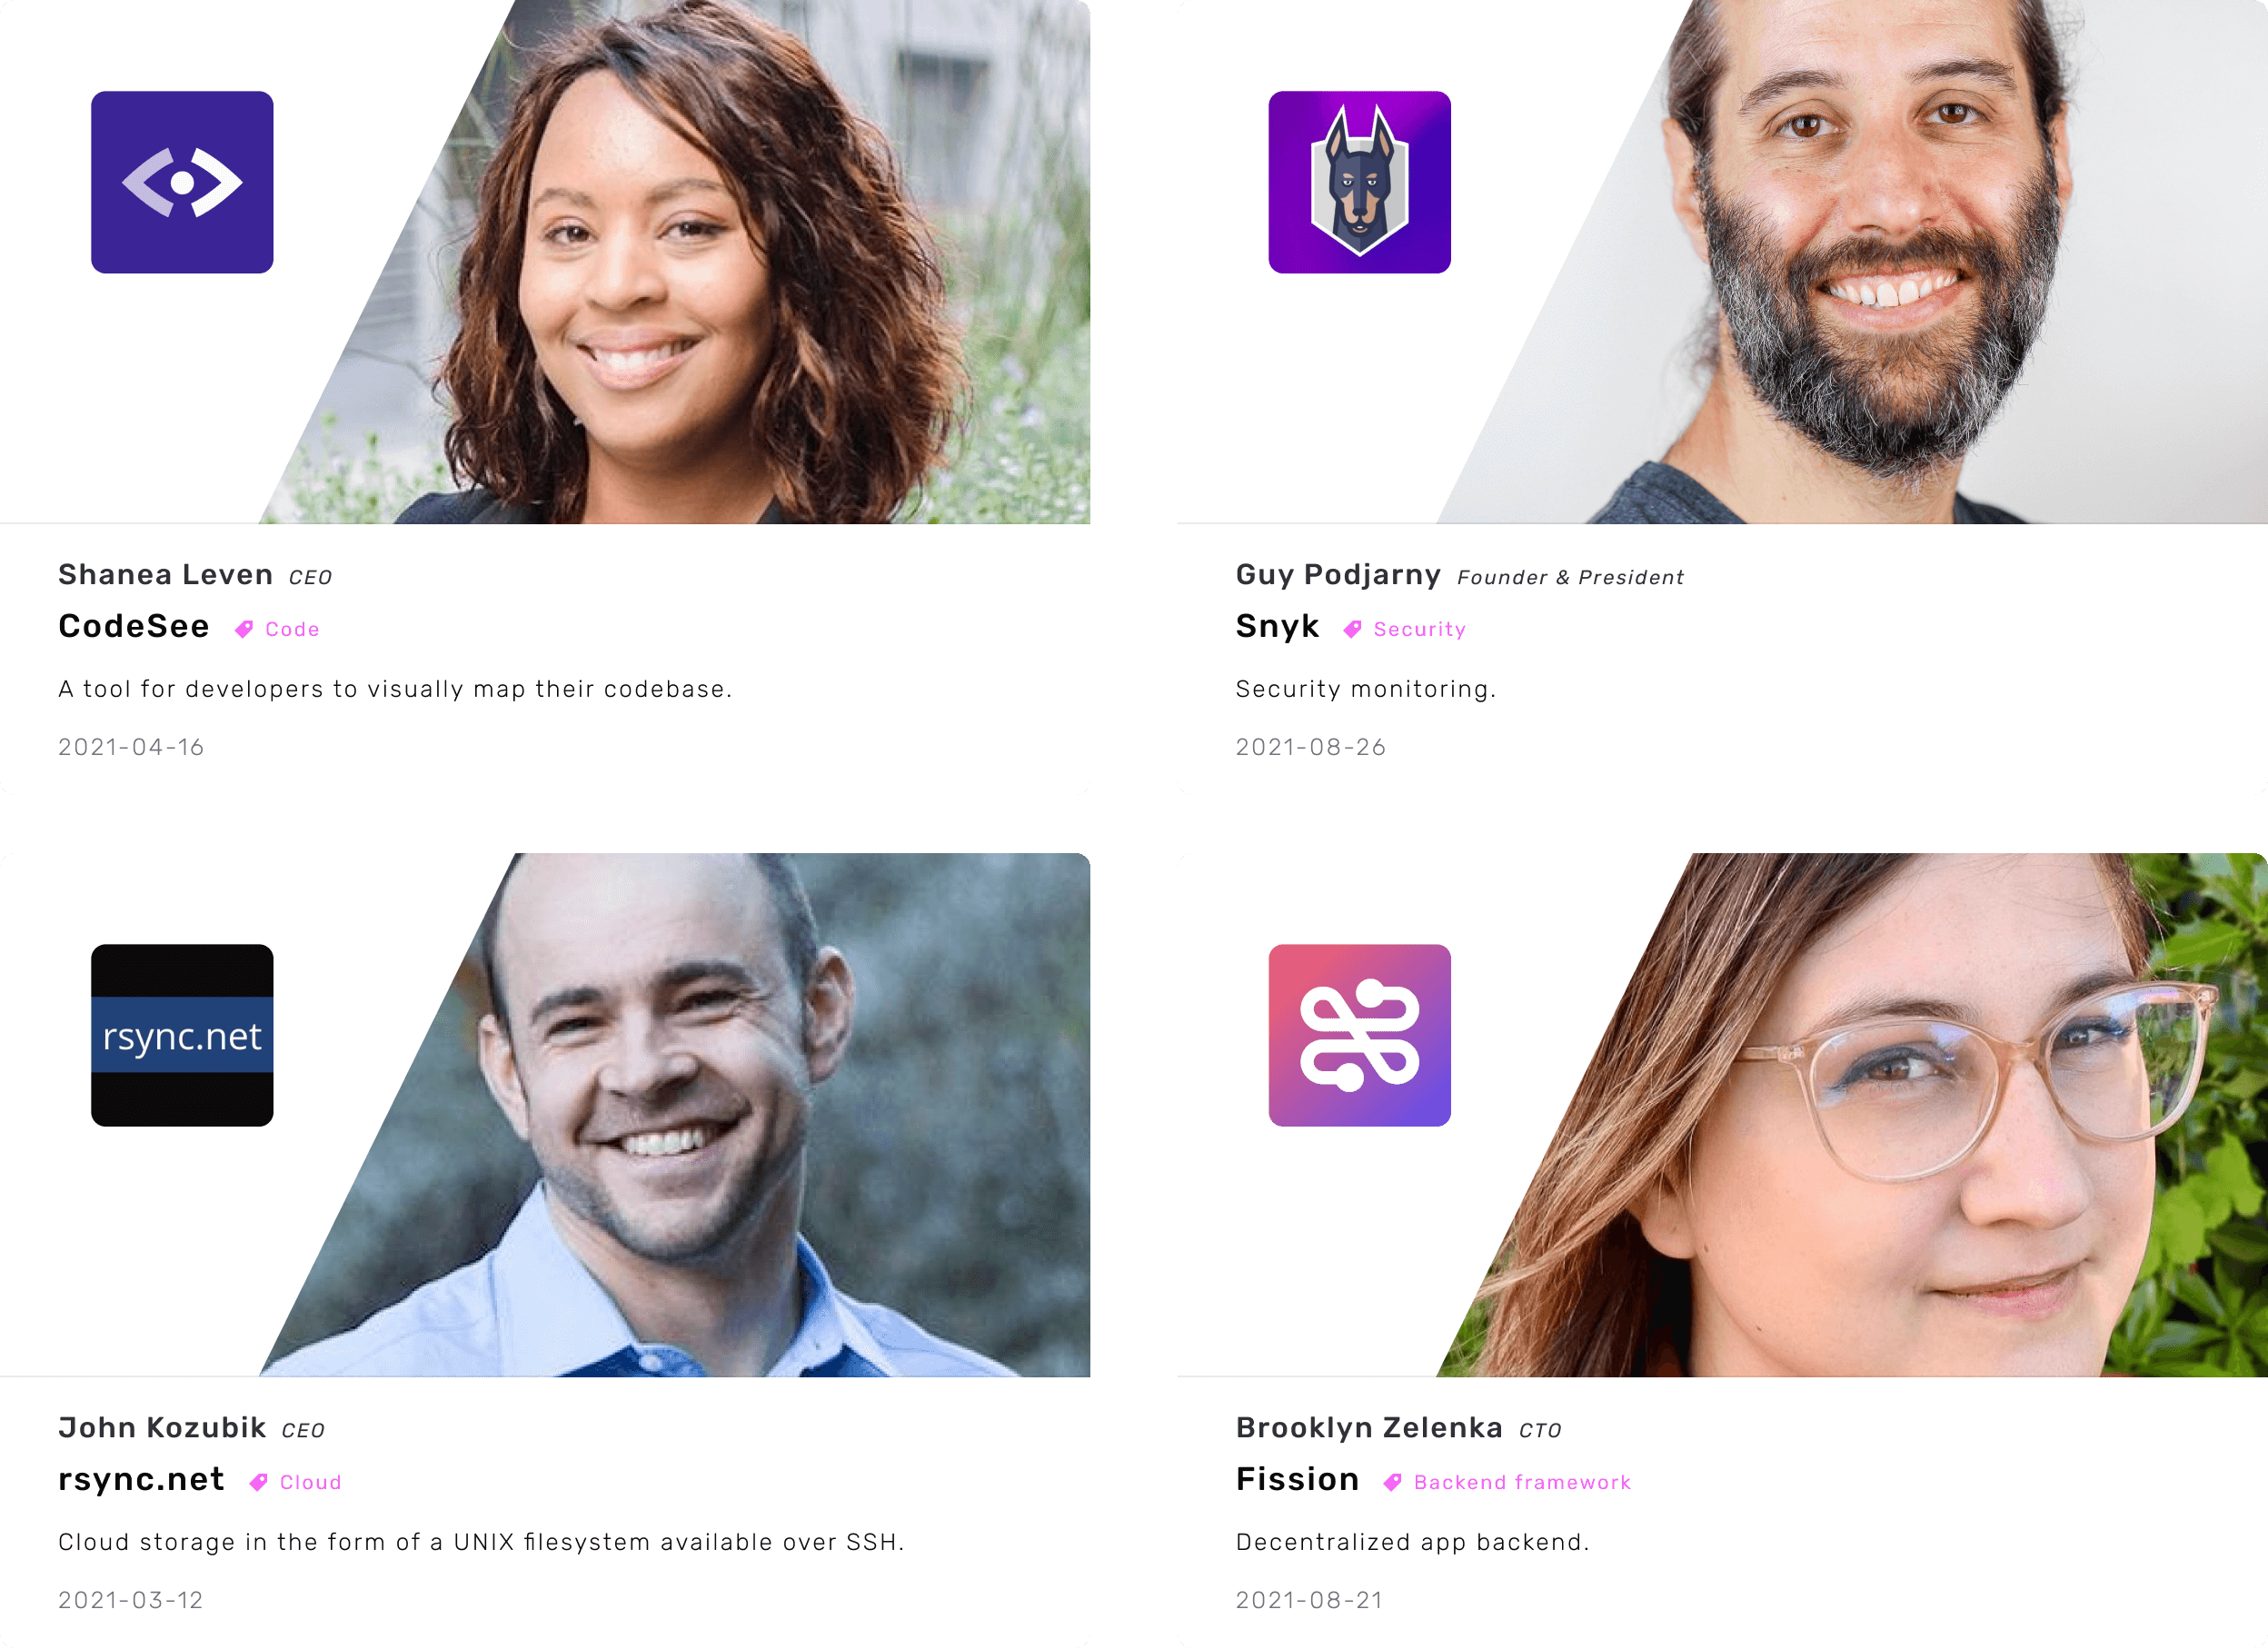 Shanea Leven CEO
CodeSee Code
A tool for developers to visually map their codebase.
2021-04-16
Guy Podjarny Founder & President
Snyk Security
Security monitoring.
2021-08-26
rsync.net
John Kozubik CEO
rsync.net Cloud
Cloud storage in the form of a UNIX filesystem available over SSH.
2021-03-12
Brooklyn Zelenka CTO
Fission Backend framework
Decentralized app backend.
2021-08-21